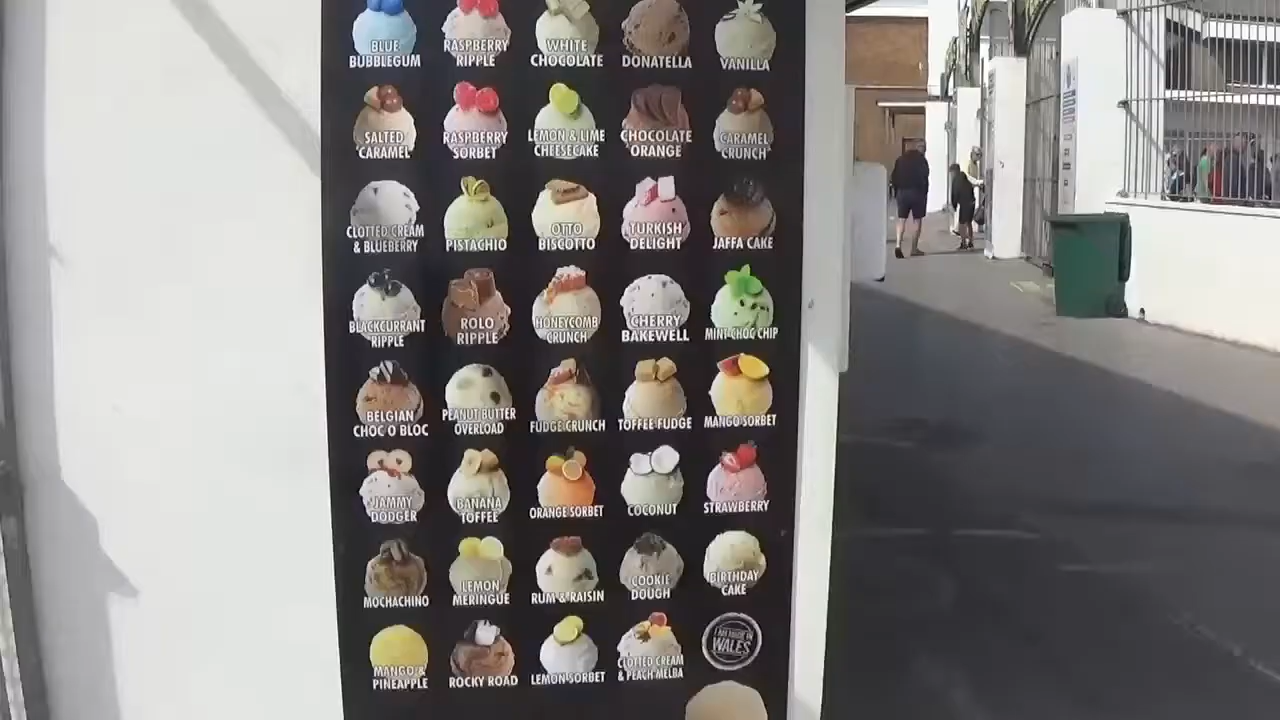 BLUE
BUBBLEGUM
RASPBERRY
RIPPLE
WHITE
CHOCOLATE
DONATELLA
VANILLA
SALTED
CARAMEL
RASPBERRY
SORBET
LEMON & LIME
CHEESECAKE
CHOCOLATE
ORANGE
CARAMEL
CRUNCH
CLOTTED CREAM
& BLUEBERRY
PISTACHIO
OTTO
BISCOTTO
TURKISH
DELIGHT
JAFFA CAKE
BLACKCURRANT
RIPPLE
ROLO
RIPPLE
HONEYCOMB
CRUNCH
CHERRY
BAKEWELL
MINT CHOC CHIP
BELGIAN
CHOC O BLOC
PEANUT BUTTER
OVERLOAD
FUDGE CRUNCH
TOFFEE FUDGE
MANGO SORBET
JAMMY
DODGER
BANANA
TOFFEE
ORANGE SORBET
COCONUT
STRAWBERRY
MOCHACHINO
LEMON
MERINGUE
RUM & RAISIN
COOKIE
DOUGH
BIRTHDAY
CAKE
MANGO &
PINEAPPLE
ROCKY ROAD
LEMON SORBET
CLOTTED CREAM
& PEACH MELBA
I AM MADE IN
WALES